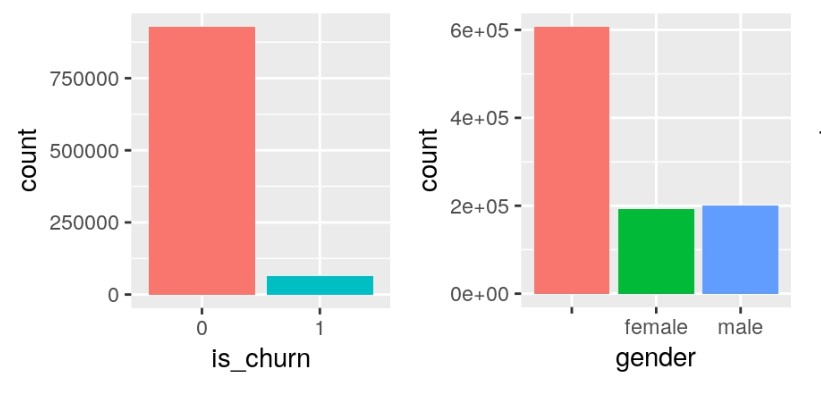 count
750000
500000
250000
0
0 1
is_churn
count
6e+05
4e+05
2e+05
0e+00
female male
gender